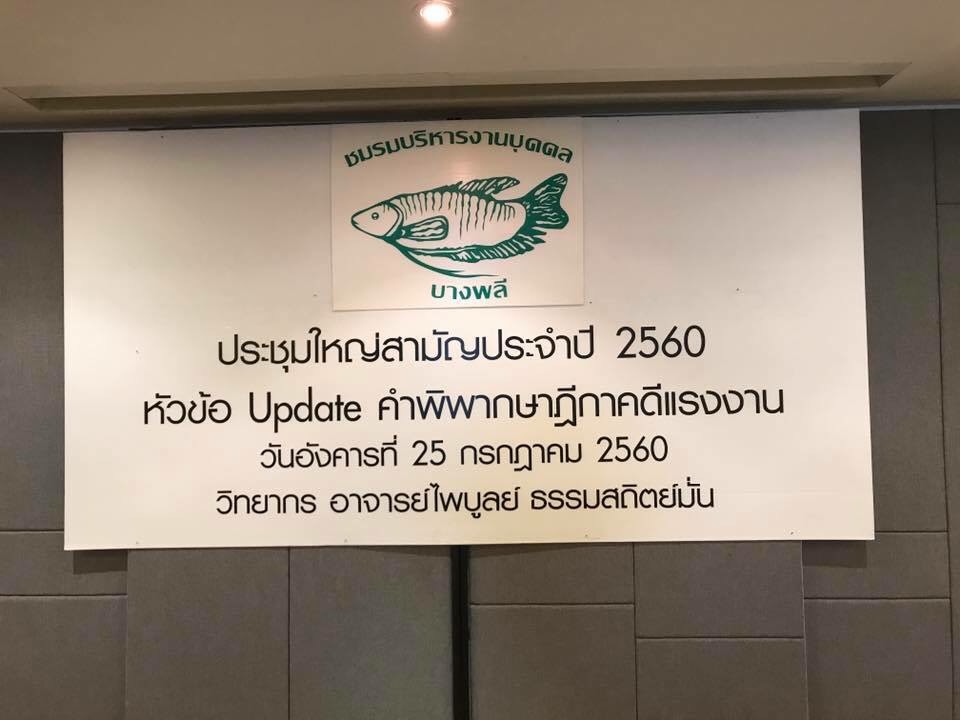 ชมรมบริหารงานบุคคล
บางพลี
ประชุมใหญ่สามัญประจำปี 2560
หัวข้อ Update คำพิพากษาฎีกาคดีแรงงาน
วันอังคารที่ 25 กรกฎาคม 2560
วิทยากร อาจารย์ไพบูลย์ ธรรมสถิตย์มั่น